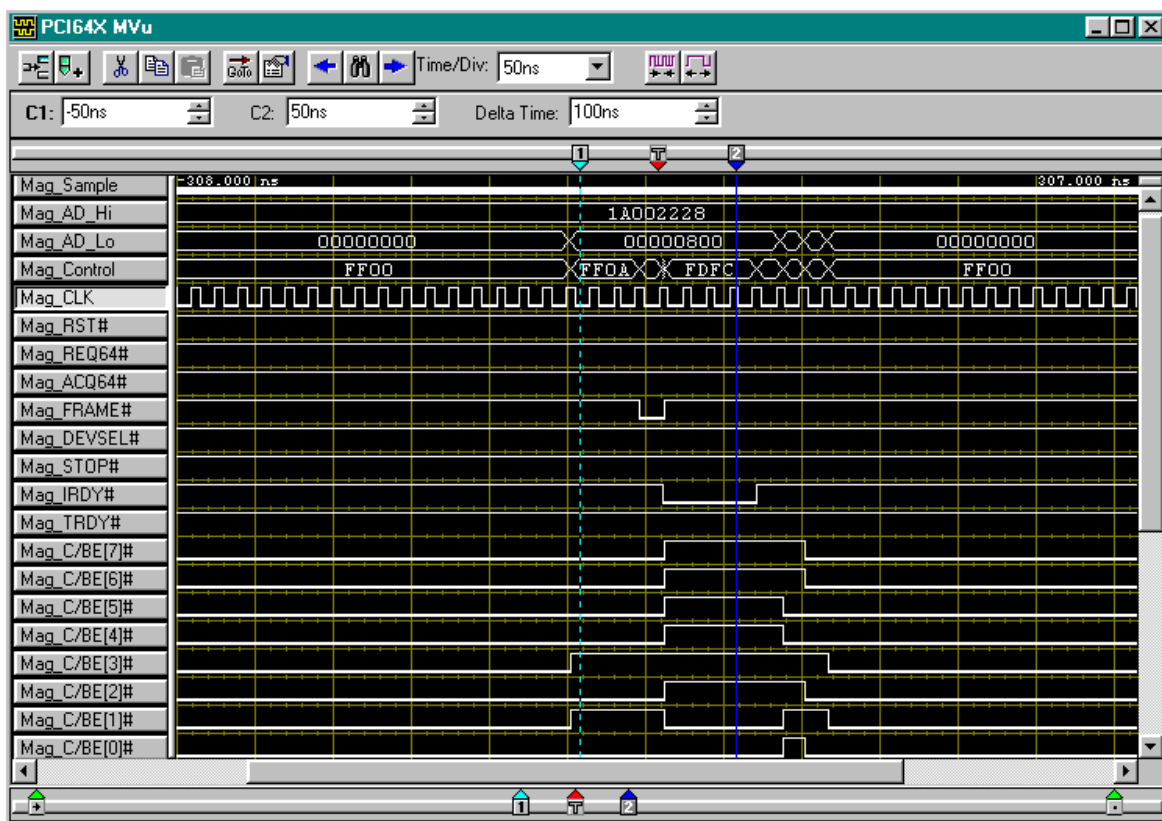 PCI64X MVu
GoTo Time/Div: 50ns
C1: -50ns C2: 50ns Delta Time: 100ns
1 T 2
Mag_Sample -308.000 ns 307.000 ns
Mag_AD_Hi 1A002228
Mag_AD_Lo 00000000 00000800 00000000
Mag_Control FF00 FF0A FDFC FF00
Mag_CLK
Mag_RST#
Mag_REQ64#
Mag_ACQ64#
Mag_FRAME#
Mag_DEVSEL#
Mag_STOP#
Mag_IRDY#
Mag_TRDY#
Mag_C/BE[7]#
Mag_C/BE[6]#
Mag_C/BE[5]#
Mag_C/BE[4]#
Mag_C/BE[3]#
Mag_C/BE[2]#
Mag_C/BE[1]#
Mag_C/BE[0]#
1 T 2